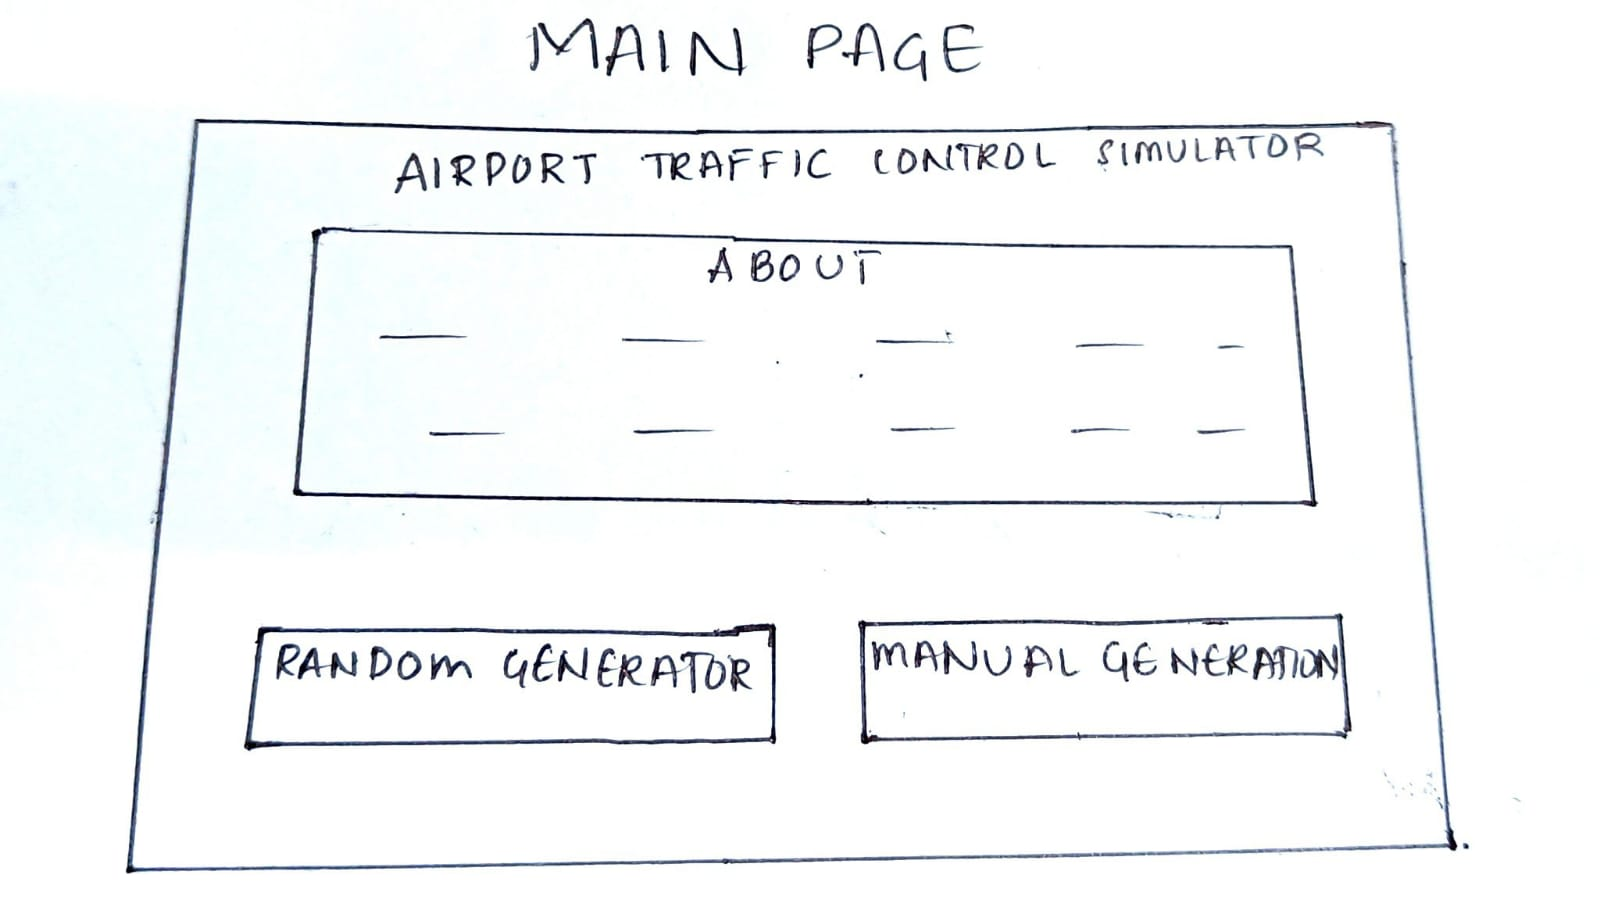 MAIN PAGE
AIRPORT TRAFFIC CONTROL SIMULATOR
ABOUT
RANDOM GENERATOR
MANUAL GENERATION